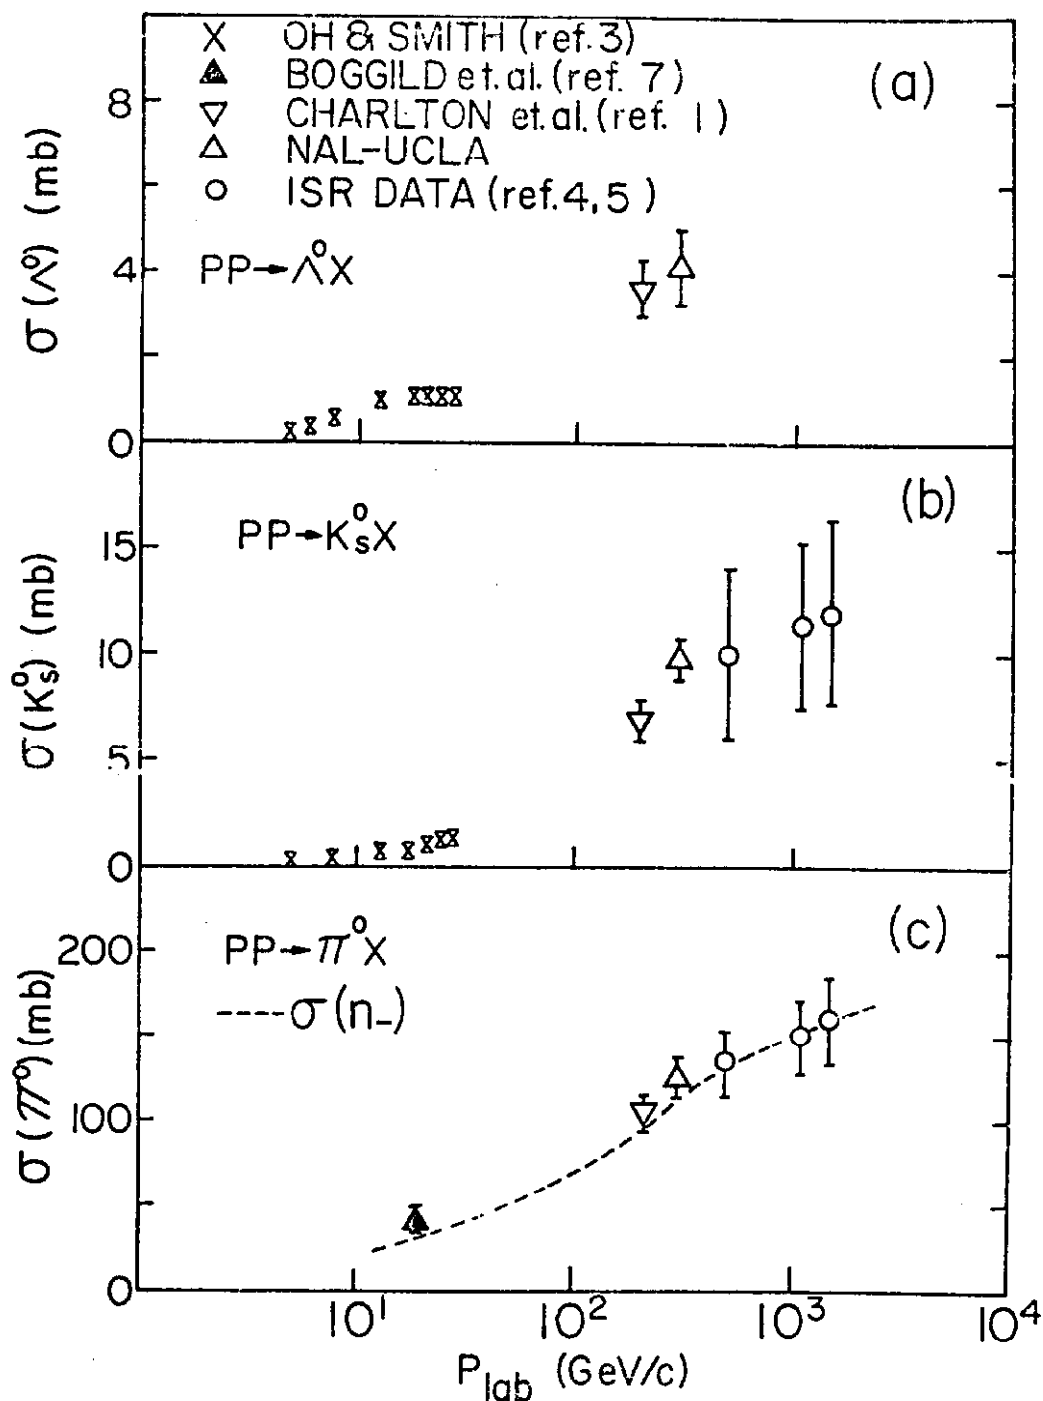 X OH & SMITH (ref. 3)
▲ BOGGILD et. al. (ref. 7)
▽ CHARLTON et. al. (ref. 1)
△ NAL-UCLA
○ ISR DATA (ref. 4, 5)
(a)
σ (Λ⁰) (mb)
8
4
0
PP→Λ⁰X
(b)
σ(K⁰ₛ) (mb)
15
10
5
0
PP→K⁰ₛX
(c)
σ (π⁰) (mb)
200
100
0
PP→π⁰X
----σ(n₋)
10¹ 10² 10³ 10⁴
P_lab (GeV/c)